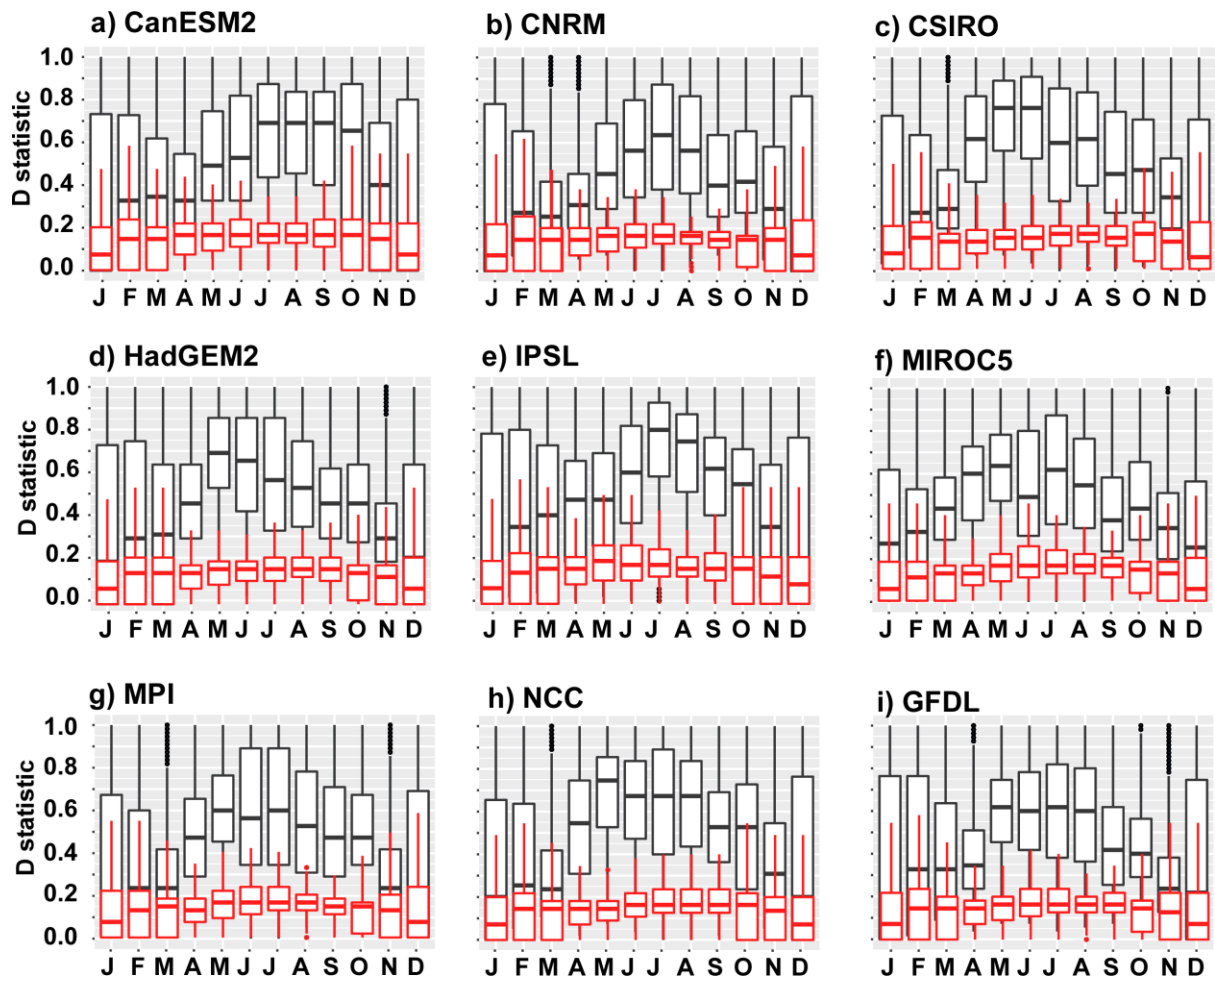 a) CanESM2 b) CNRM c) CSIRO
D statistic
1.0
0.8
0.6
0.4
0.2
0.0
J F M A M J J A S O N D J F M A M J J A S O N D J F M A M J J A S O N D
d) HadGEM2 e) IPSL f) MIROC5
D statistic
1.0
0.8
0.6
0.4
0.2
0.0
J F M A M J J A S O N D J F M A M J J A S O N D J F M A M J J A S O N D
g) MPI h) NCC i) GFDL
D statistic
1.0
0.8
0.6
0.4
0.2
0.0
J F M A M J J A S O N D J F M A M J J A S O N D J F M A M J J A S O N D